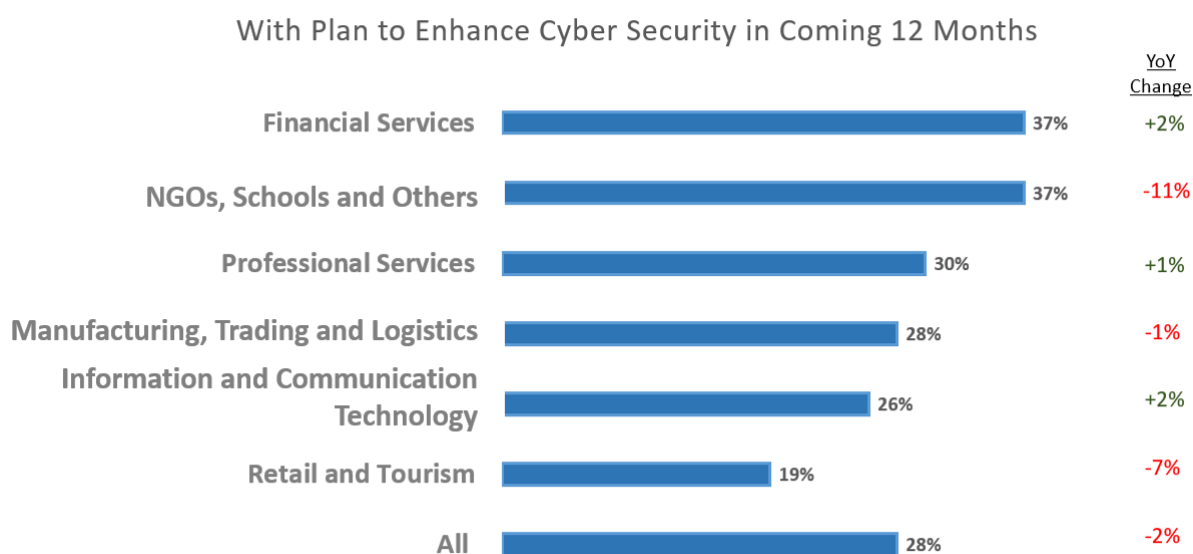 With Plan to Enhance Cyber Security in Coming 12 Months
YoY
Change
Financial Services 37% +2%
NGOs, Schools and Others 37% -11%
Professional Services 30% +1%
Manufacturing, Trading and Logistics 28% -1%
Information and Communication
Technology 26% +2%
Retail and Tourism 19% -7%
All 28% -2%